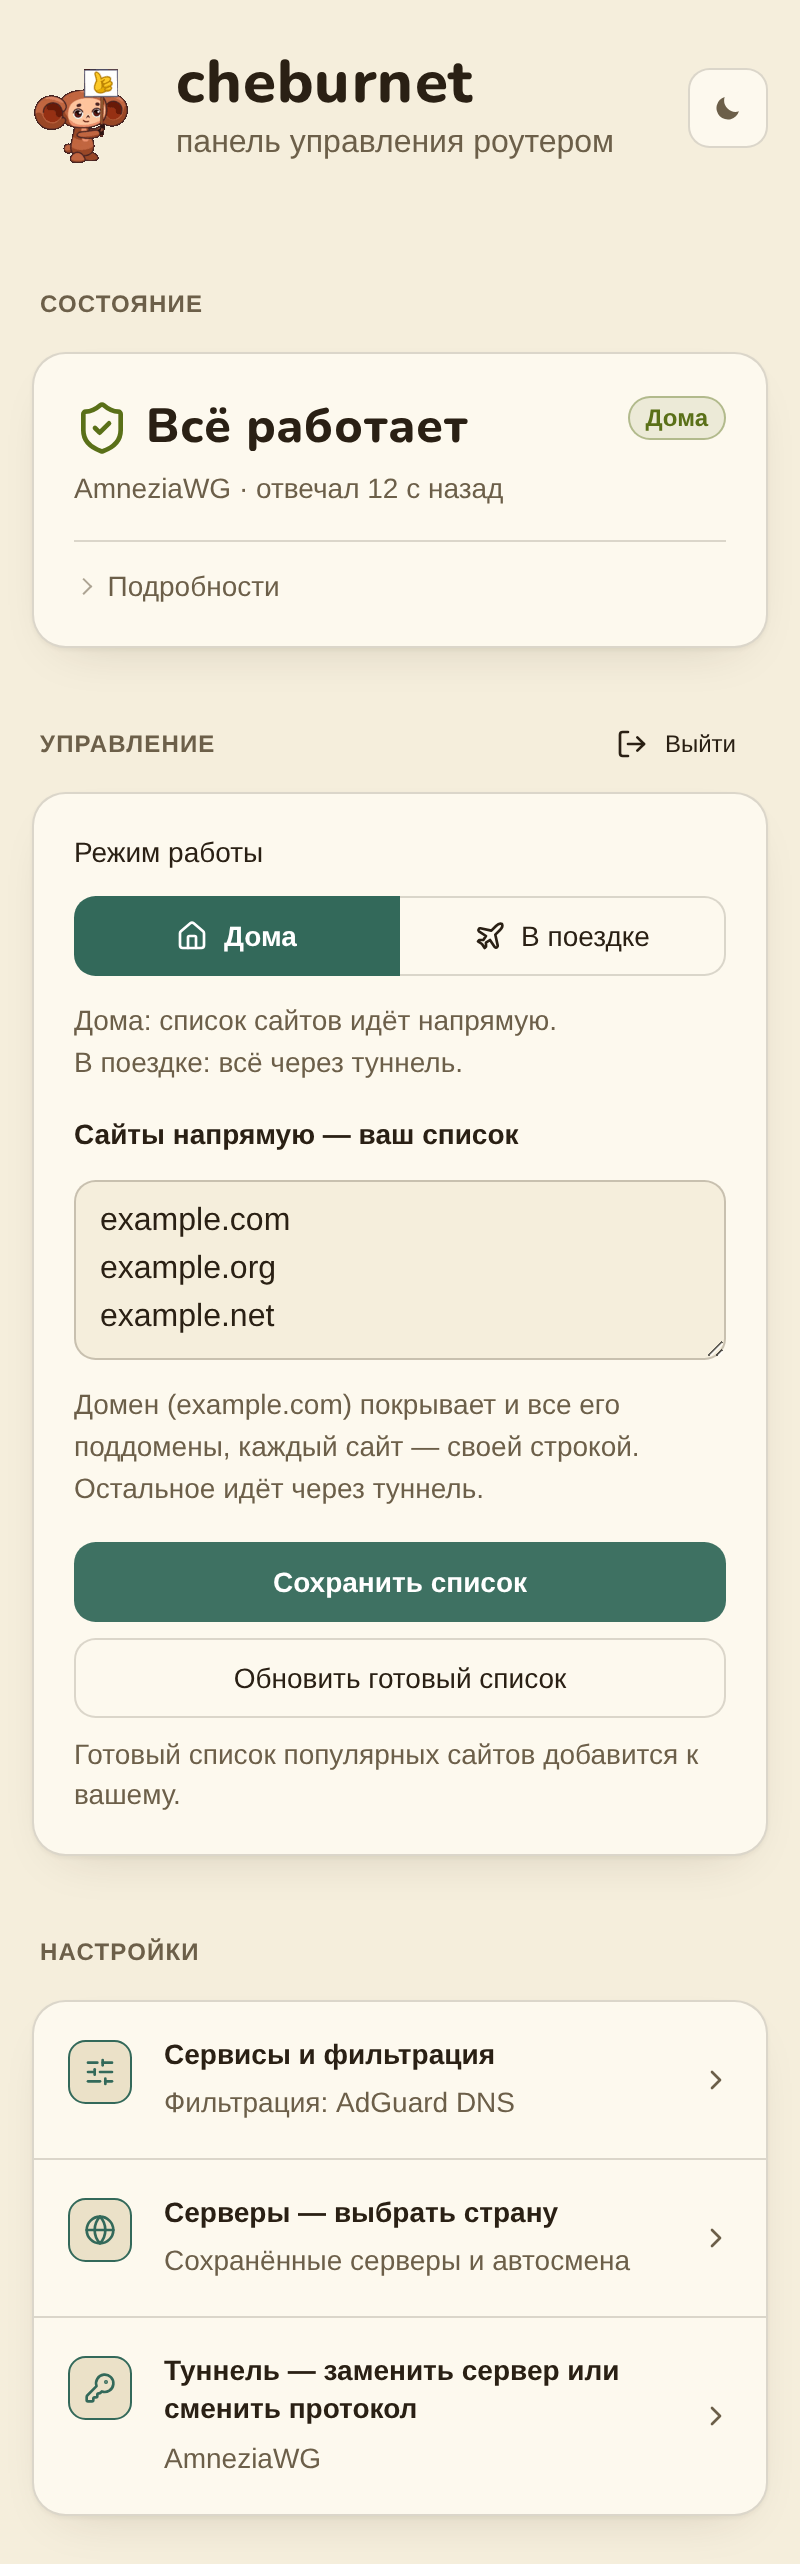 cheburnet
панель управления роутером
СОСТОЯНИЕ
Всё работает
Дома
AmneziaWG · отвечал 12 с назад
Подробности
УПРАВЛЕНИЕ
Выйти
Режим работы
Дома
В поездке
Дома: список сайтов идёт напрямую.
В поездке: всё через туннель.
Сайты напрямую — ваш список
example.com
example.org
example.net
Домен (example.com) покрывает и все его
поддомены, каждый сайт — своей строкой.
Остальное идёт через туннель.
Сохранить список
Обновить готовый список
Готовый список популярных сайтов добавится к
вашему.
НАСТРОЙКИ
Сервисы и фильтрация
Фильтрация: AdGuard DNS
Серверы — выбрать страну
Сохранённые серверы и автосмена
Туннель — заменить сервер или
сменить протокол
AmneziaWG